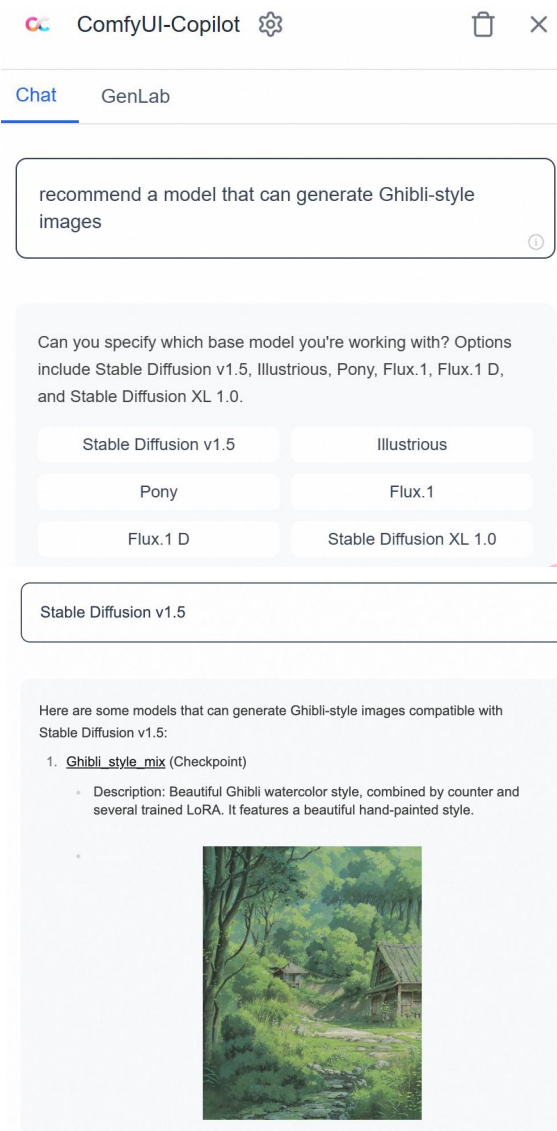 ComfyUI-Copilot
Chat GenLab
recommend a model that can generate Ghibli-style
images
Can you specify which base model you're working with? Options
include Stable Diffusion v1.5, Illustrious, Pony, Flux.1, Flux.1 D,
and Stable Diffusion XL 1.0.
Stable Diffusion v1.5 Illustrious
Pony Flux.1
Flux.1 D Stable Diffusion XL 1.0
Stable Diffusion v1.5
Here are some models that can generate Ghibli-style images compatible with
Stable Diffusion v1.5:
1. Ghibli_style_mix (Checkpoint)
Description: Beautiful Ghibli watercolor style, combined by counter and
several trained LoRA. It features a beautiful hand-painted style.